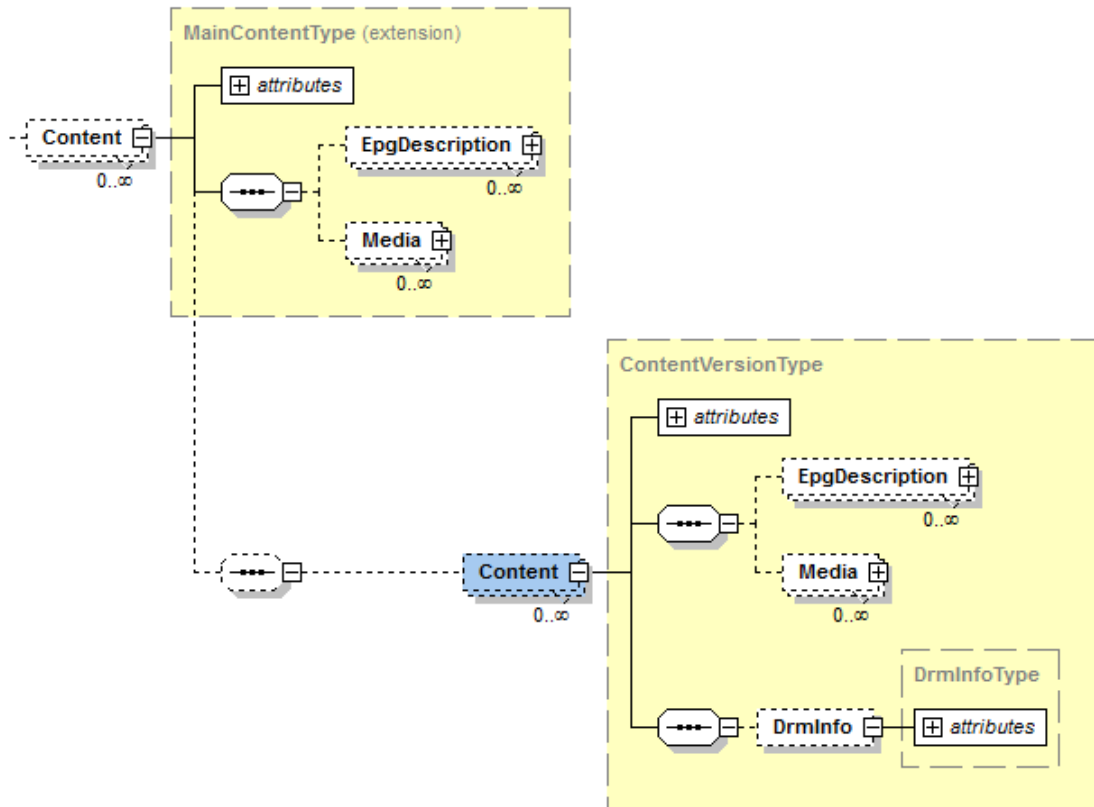 MainContentType (extension)
attributes
Content
0..∞
EpgDescription
0..∞
Media
0..∞
ContentVersionType
attributes
EpgDescription
0..∞
Content
0..∞
Media
0..∞
DrmInfoType
DrmInfo
attributes